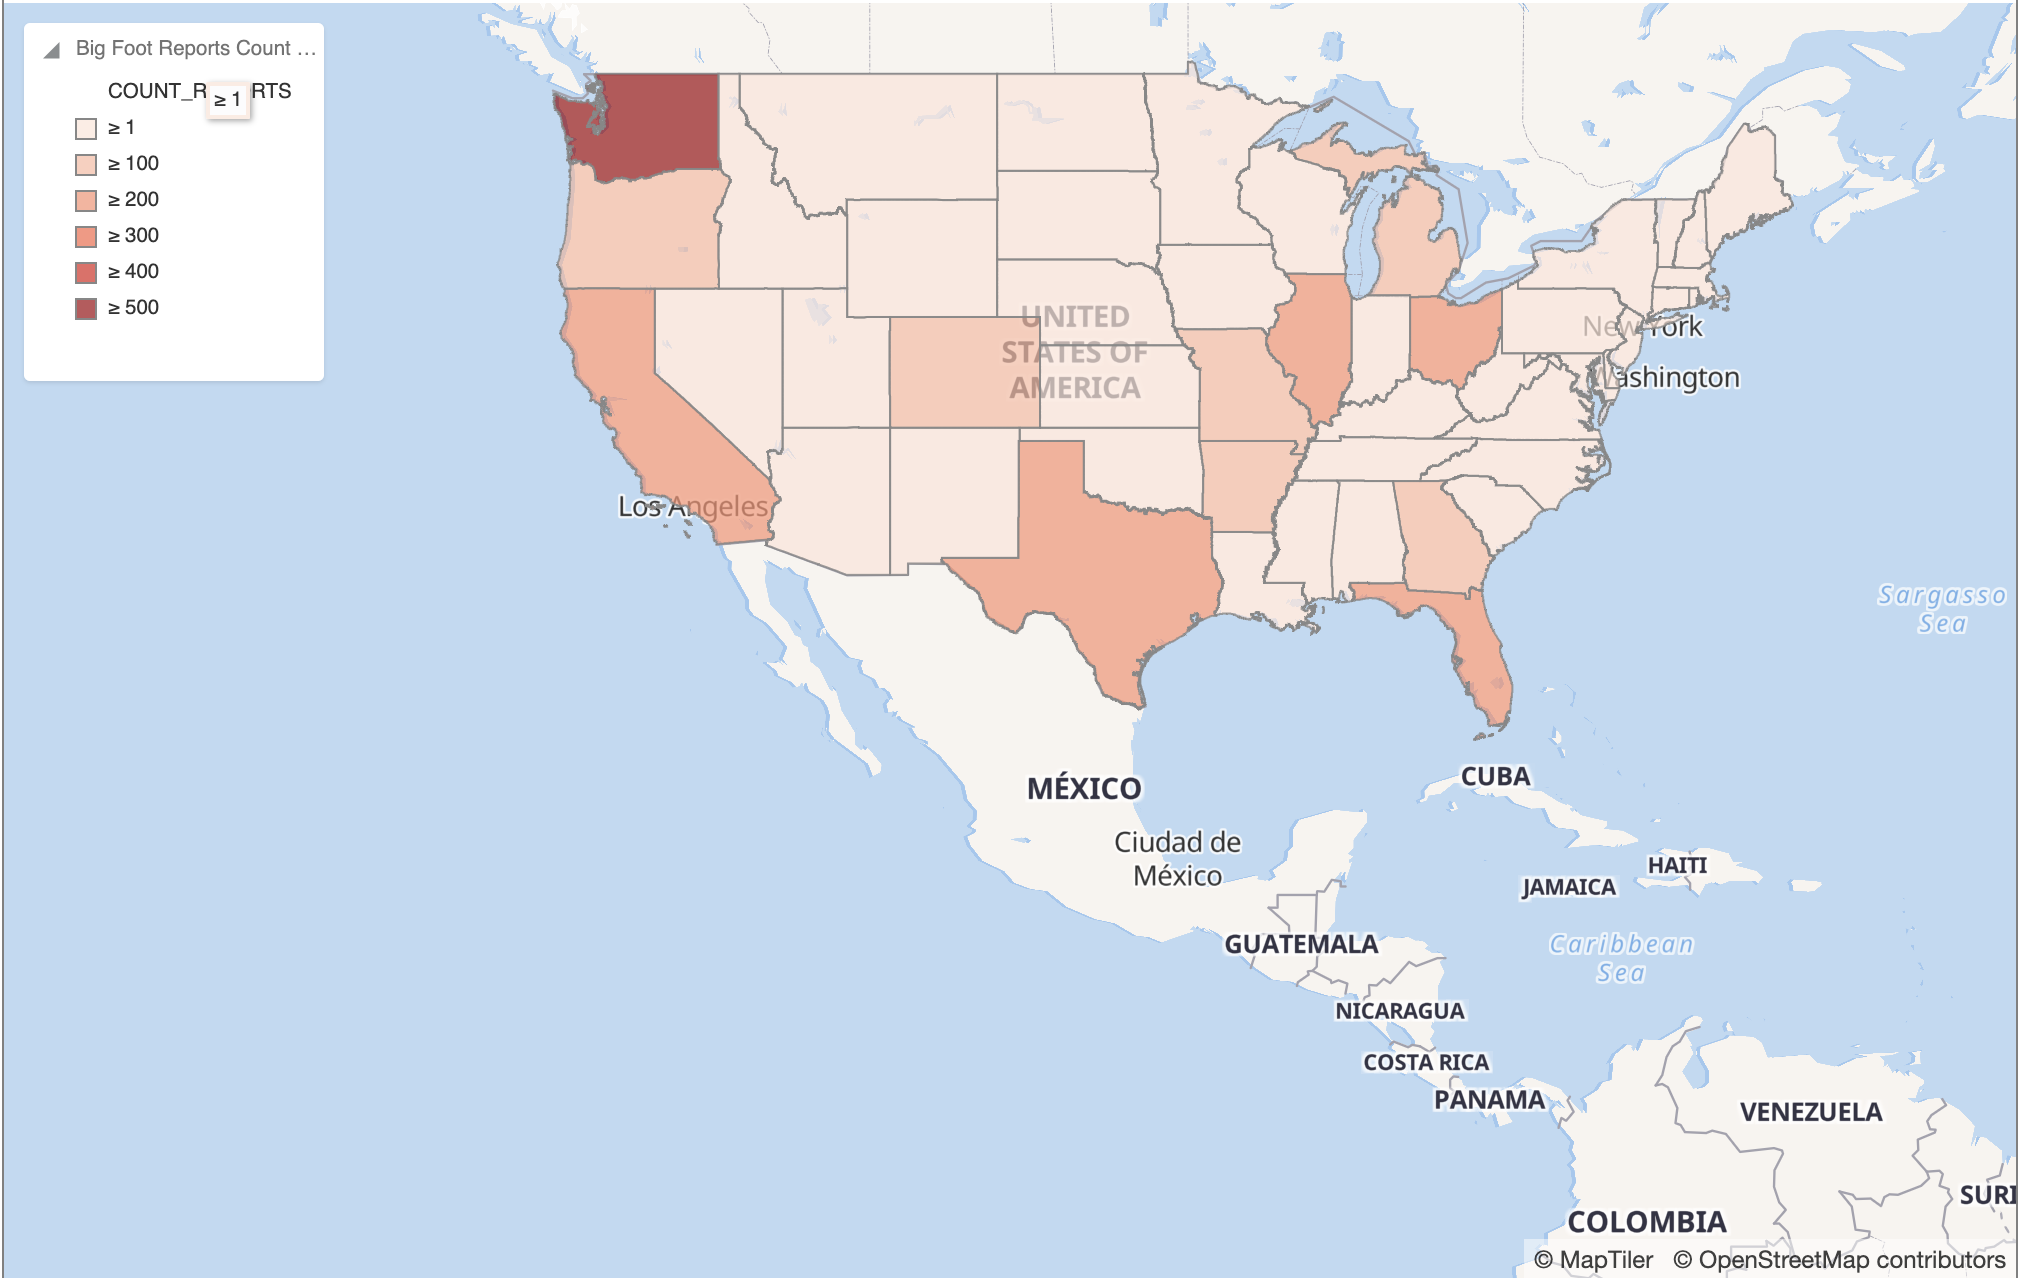 Big Foot Reports Count ...
COUNT_R RTS
≥ 1
≥ 1
≥ 100
≥ 200
≥ 300
≥ 400
≥ 500
UNITED
STATES OF
AMERICA
New York
Washington
Los Angeles
Sargasso
Sea
MÉXICO
Ciudad de
México
CUBA
HAITI
JAMAICA
GUATEMALA
Caribbean
Sea
NICARAGUA
COSTA RICA
PANAMA
VENEZUELA
SURI
COLOMBIA
© MapTiler © OpenStreetMap contributors